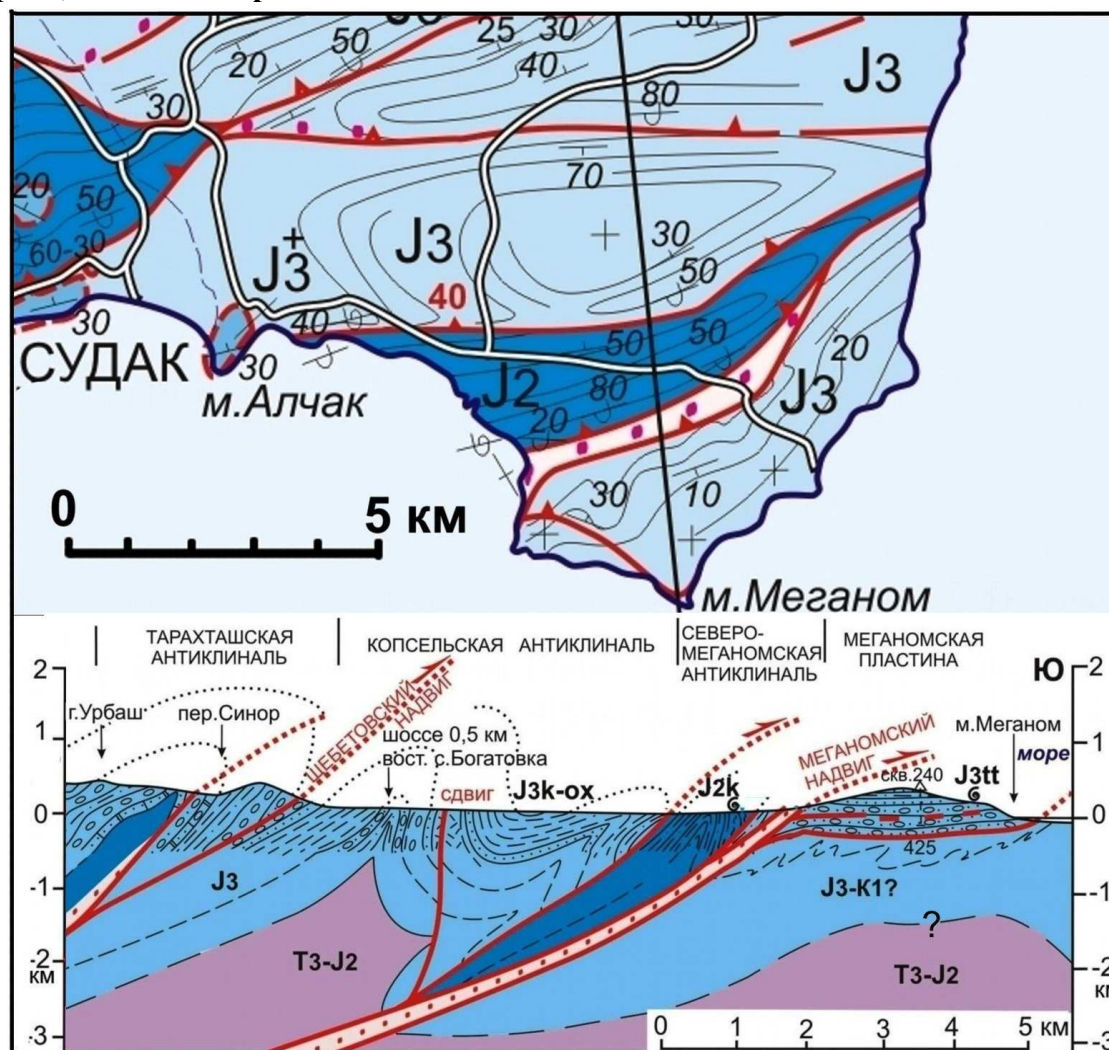 50
25
30
20
40
J3
30
80
20
50
70
60-30
J3
+
J3
30
50
40
30
40
50
50
20
СУДАК
30
J2
80
J3
м.Алчак
20
0
5 км
30
10
м.Меганом
ТАРАХТАШСКАЯ
АНТИКЛИНАЛЬ
КОПСЕЛЬСКАЯ АНТИКЛИНАЛЬ
СЕВЕРО-
МЕГАНОМСКАЯ
АНТИКЛИНАЛЬ
МЕГАНОМСКАЯ
ПЛАСТИНА
2
Ю
2
г.Урбаш
пер.Синор
ЩЕБЕТОВСКИЙ
НАДВИГ
шоссе 0,5 км
вост. с.Богатовка
МЕГАНОМСКИЙ
НАДВИГ
м.Меганом
море
1
1
скв.240
сдвиг
J3k-ox
J2k
J3tt
0
0
425
J3
J3-K1?
-1
-1
?
T3-J2
T3-J2
-2
км
-2
-3
0 1 2 3 4 5 км
-3